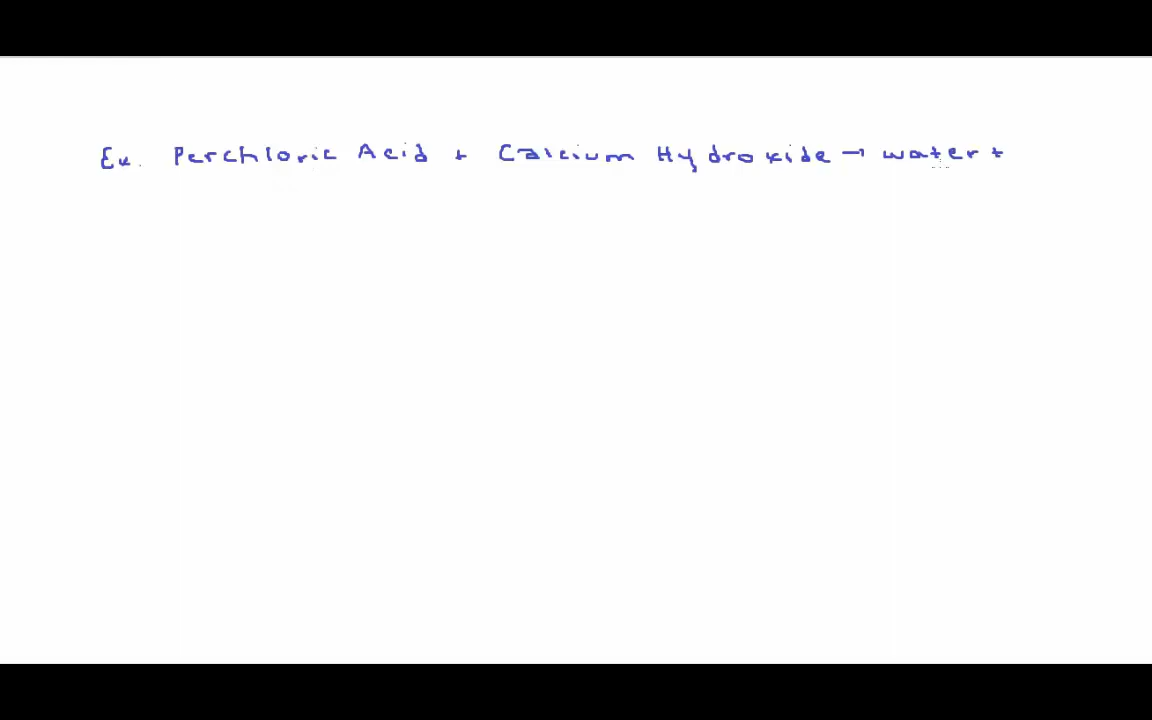 Ex. Perchloric Acid + Calcium Hydroxide → water +